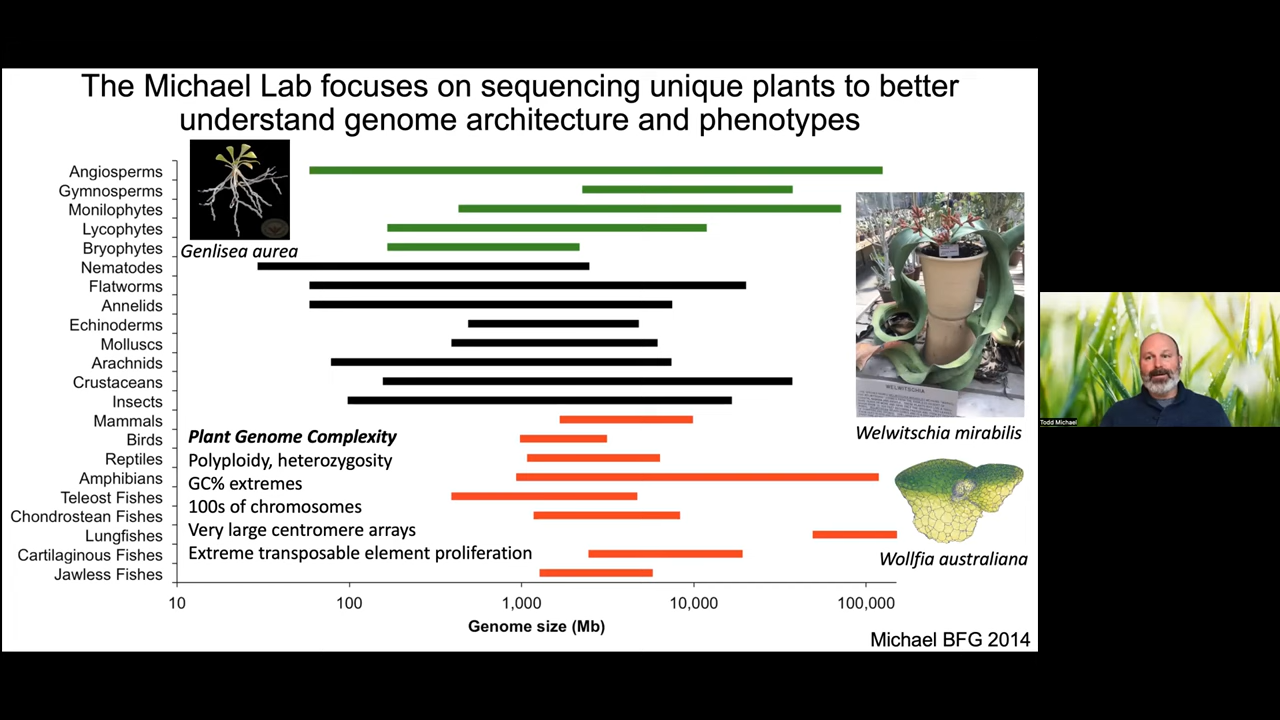 The Michael Lab focuses on sequencing unique plants to better
understand genome architecture and phenotypes
Angiosperms
Gymnosperms
Monilophytes
Lycophytes
Bryophytes
Nematodes
Flatworms
Annelids
Echinoderms
Molluscs
Arachnids
Crustaceans
Insects
Mammals
Birds
Reptiles
Amphibians
Teleost Fishes
Chondrostean Fishes
Lungfishes
Cartilaginous Fishes
Jawless Fishes
Genlisea aurea
Plant Genome Complexity
Polyploidy, heterozygosity
GC% extremes
100s of chromosomes
Very large centromere arrays
Extreme transposable element proliferation
10
100
1,000
10,000
100,000
Genome size (Mb)
WELWITSCHIA
Welwitschia mirabilis
Wollfia australiana
Michael BFG 2014
Todd Michael